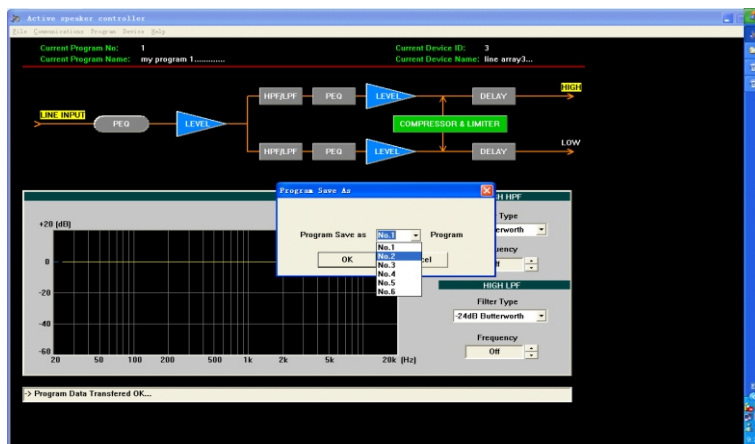 Active speaker controller
File Communications Program Device Help
Current Program No: 1
Current Device ID: 3
Current Program Name: my program 1............
Current Device Name: line array3...
HIGH
HPF/LPF PEQ LEVEL DELAY
LINE INPUT
PEQ LEVEL
COMPRESSOR & LIMITER
LOW
HPF/LPF PEQ LEVEL DELAY
Program Save As
H HPF
+20 (dB)
Type
Program Save as No.1 Program
erworth
No.1
uency
0
OK
No.2
cel
ff
No.3
No.4
-20
HIGH LPF
No.5
No.6
Filter Type
-40
-24dB Butterworth
Frequency
-60
Off
20 50 100 200 500 1k 2k 5k 20k (Hz)
-> Program Data Transfered OK...